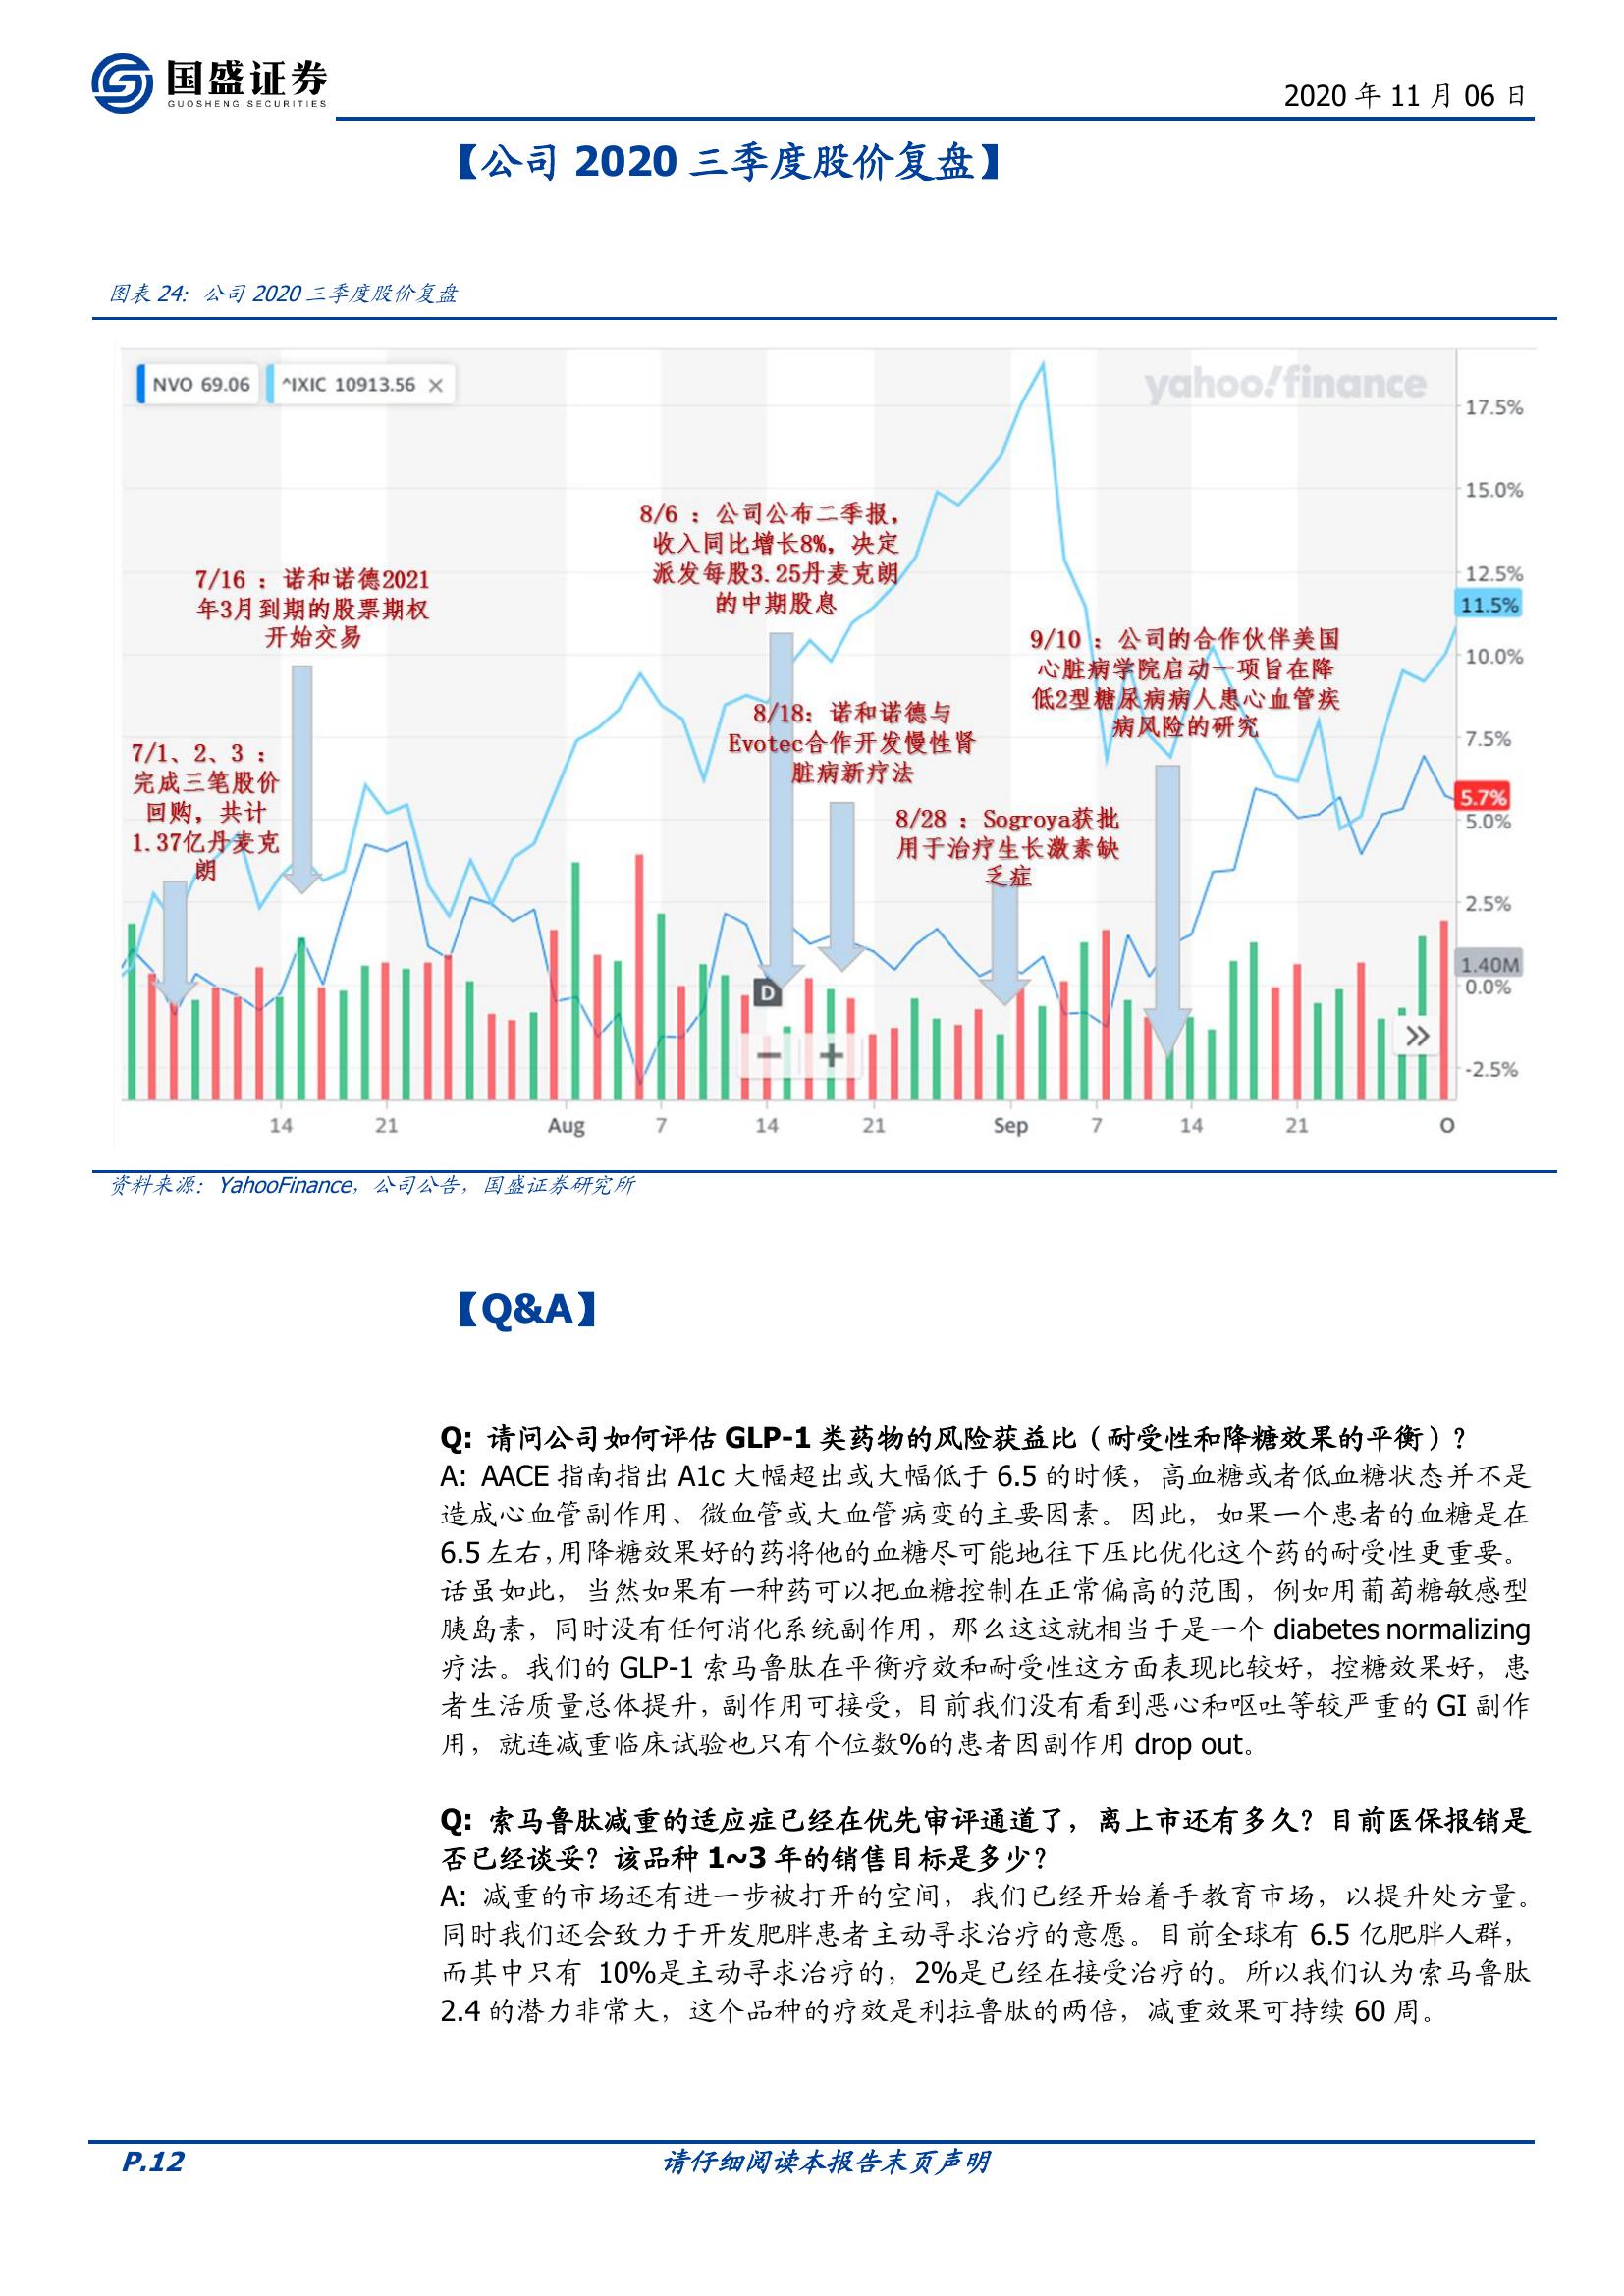 国盛证券
GUOSHENG SECURITIES
2020 年 11 月 06 日
【公司 2020 三季度股价复盘】
图表 24：公司 2020 三季度股价复盘
NVO 69.06
^IXIC 10913.56 ×
yahoo!finance
17.5%
15.0%
12.5%
11.5%
10.0%
7.5%
5.7%
5.0%
2.5%
1.40M
0.0%
-2.5%
7/1、2、3 ：
完成三笔股价
回购，共计
1.37亿丹麦克
朗
7/16 ：诺和诺德2021
年3月到期的股票期权
开始交易
8/6 ：公司公布二季报，
收入同比增长8%，决定
派发每股3.25丹麦克朗
的中期股息
8/18：诺和诺德与
Evotec合作开发慢性肾
脏病新疗法
8/28 ：Sogroya获批
用于治疗生长激素缺
乏症
9/10 ：公司的合作伙伴美国
心脏病学院启动一项旨在降
低2型糖尿病病人患心血管疾
病风险的研究
D
− +
»
14 21 Aug 7 14 21 Sep 7 14 21 O
资料来源：YahooFinance，公司公告，国盛证券研究所
【Q&A】
Q：请问公司如何评估 GLP-1 类药物的风险获益比（耐受性和降糖效果的平衡）？
A：AACE 指南指出 A1c 大幅超出或大幅低于 6.5 的时候，高血糖或者低血糖状态并不是
造成心血管副作用、微血管或大血管病变的主要因素。因此，如果一个患者的血糖是在
6.5 左右，用降糖效果好的药将他的血糖尽可能地往下压比优化这个药的耐受性更重要。
话虽如此，当然如果有一种药可以把血糖控制在正常偏高的范围，例如用葡萄糖敏感型
胰岛素，同时没有任何消化系统副作用，那么这这就相当于是一个 diabetes normalizing
疗法。我们的 GLP-1 索马鲁肽在平衡疗效和耐受性这方面表现比较好，控糖效果好，患
者生活质量总体提升，副作用可接受，目前我们没有看到恶心和呕吐等较严重的 GI 副作
用，就连减重临床试验也只有个位数%的患者因副作用 drop out。
Q：索马鲁肽减重的适应症已经在优先审评通道了，离上市还有多久？目前医保报销是
否已经谈妥？该品种 1~3 年的销售目标是多少？
A：减重的市场还有进一步被打开的空间，我们已经开始着手教育市场，以提升处方量。
同时我们还会致力于开发肥胖患者主动寻求治疗的意愿。目前全球有 6.5 亿肥胖人群，
而其中只有 10%是主动寻求治疗的，2%是已经在接受治疗的。所以我们认为索马鲁肽
2.4 的潜力非常大，这个品种的疗效是利拉鲁肽的两倍，减重效果可持续 60 周。
P.12
请仔细阅读本报告末页声明